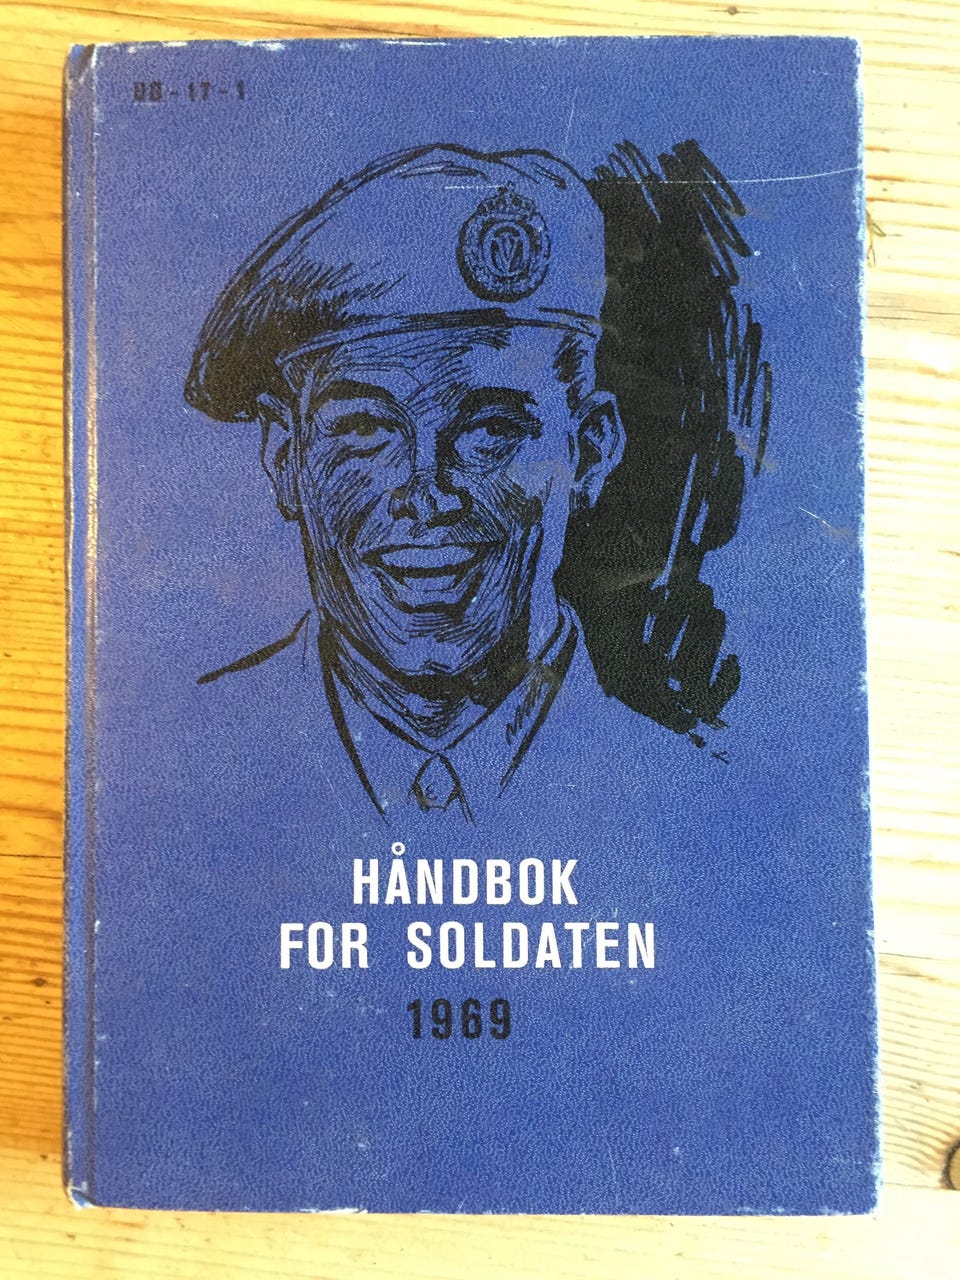 HÅNDBOK
FOR SOLDATEN
1969